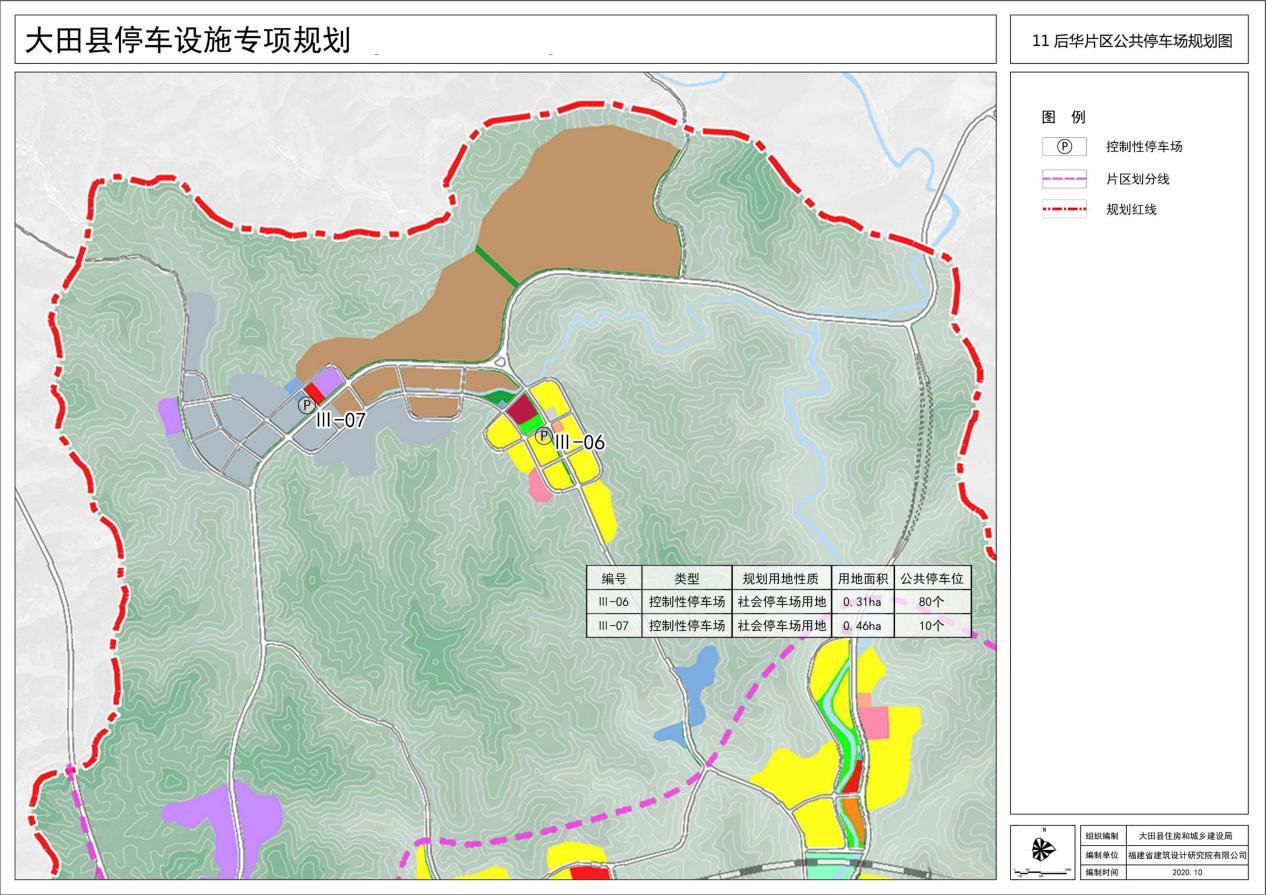 大田县停车设施专项规划
11 后华片区公共停车场规划图
图 例
P 控制性停车场
片区划分线
规划红线
P III-07
P III-06
编号 类型 规划用地性质 用地面积 公共停车位
III-06 控制性停车场 社会停车场用地 0.31ha 80个
III-07 控制性停车场 社会停车场用地 0.46ha 10个
N
组织编制 大田县住房和城乡建设局
编制单位 福建省建筑设计研究院有限公司
编制时间 2020.10